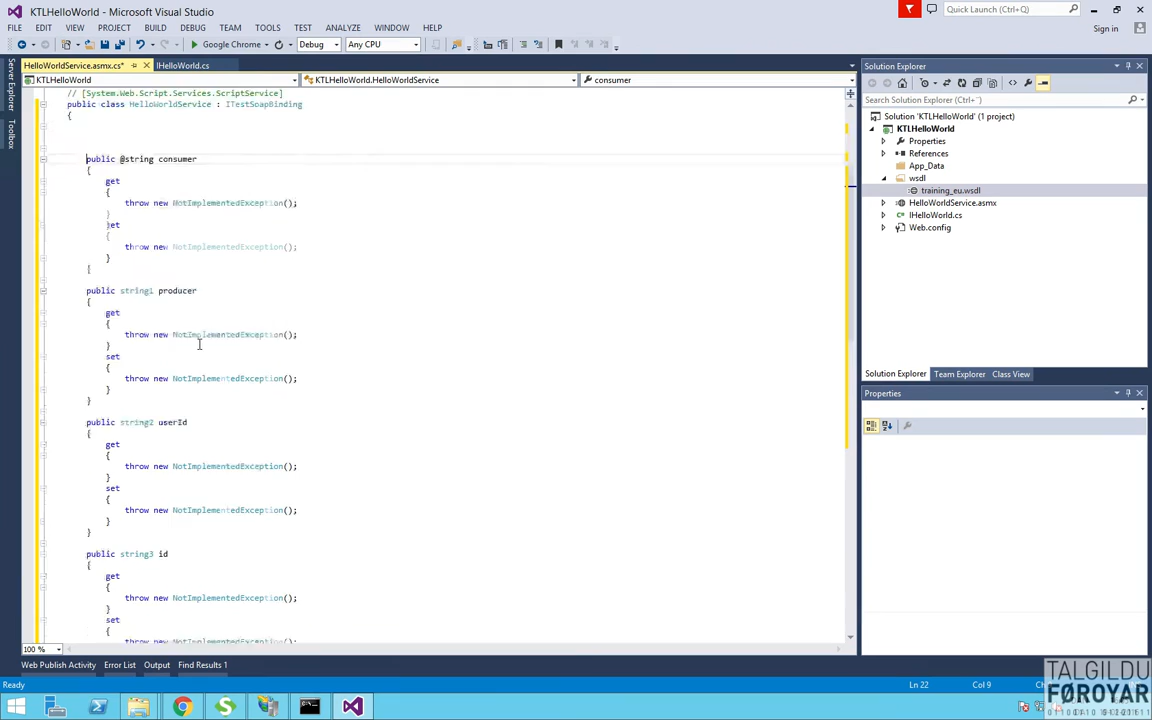 KTLHelloWorld - Microsoft Visual Studio
Quick Launch (Ctrl+Q)
FILE EDIT VIEW PROJECT BUILD DEBUG TEAM TOOLS TEST ANALYZE WINDOW HELP
Sign in
Google Chrome Debug Any CPU
Server Explorer
Toolbox
HelloWorldService.asmx.cs* IHelloWorld.cs
KTLHelloWorld KTLHelloWorld.HelloWorldService consumer
// [System.Web.Script.Services.ScriptService]
public class HelloWorldService : ITestSoapBinding
{
public @string consumer
{
get
{
throw new NotImplementedException();
}
set
{
throw new NotImplementedException();
}
public string1 producer
{
get
{
throw new NotImplementedException();
}
set
{
throw new NotImplementedException();
}
}
public string2 userId
{
get
{
throw new NotImplementedException();
}
set
{
throw new NotImplementedException();
}
}
public string3 id
{
get
{
throw new NotImplementedException();
}
set
{
throw new NotImplementedException();
100 %
Web Publish Activity Error List Output Find Results 1
Solution Explorer
Solution 'KTLHelloWorld' (1 project)
KTLHelloWorld
Properties
References
App_Data
wsdl
training_eu.wsdl
HelloWorldService.asmx
IHelloWorld.cs
Web.config
Solution Explorer Team Explorer Class View
Properties
Ready
Ln 22 Col 9
TALGILDU
FØROYAR